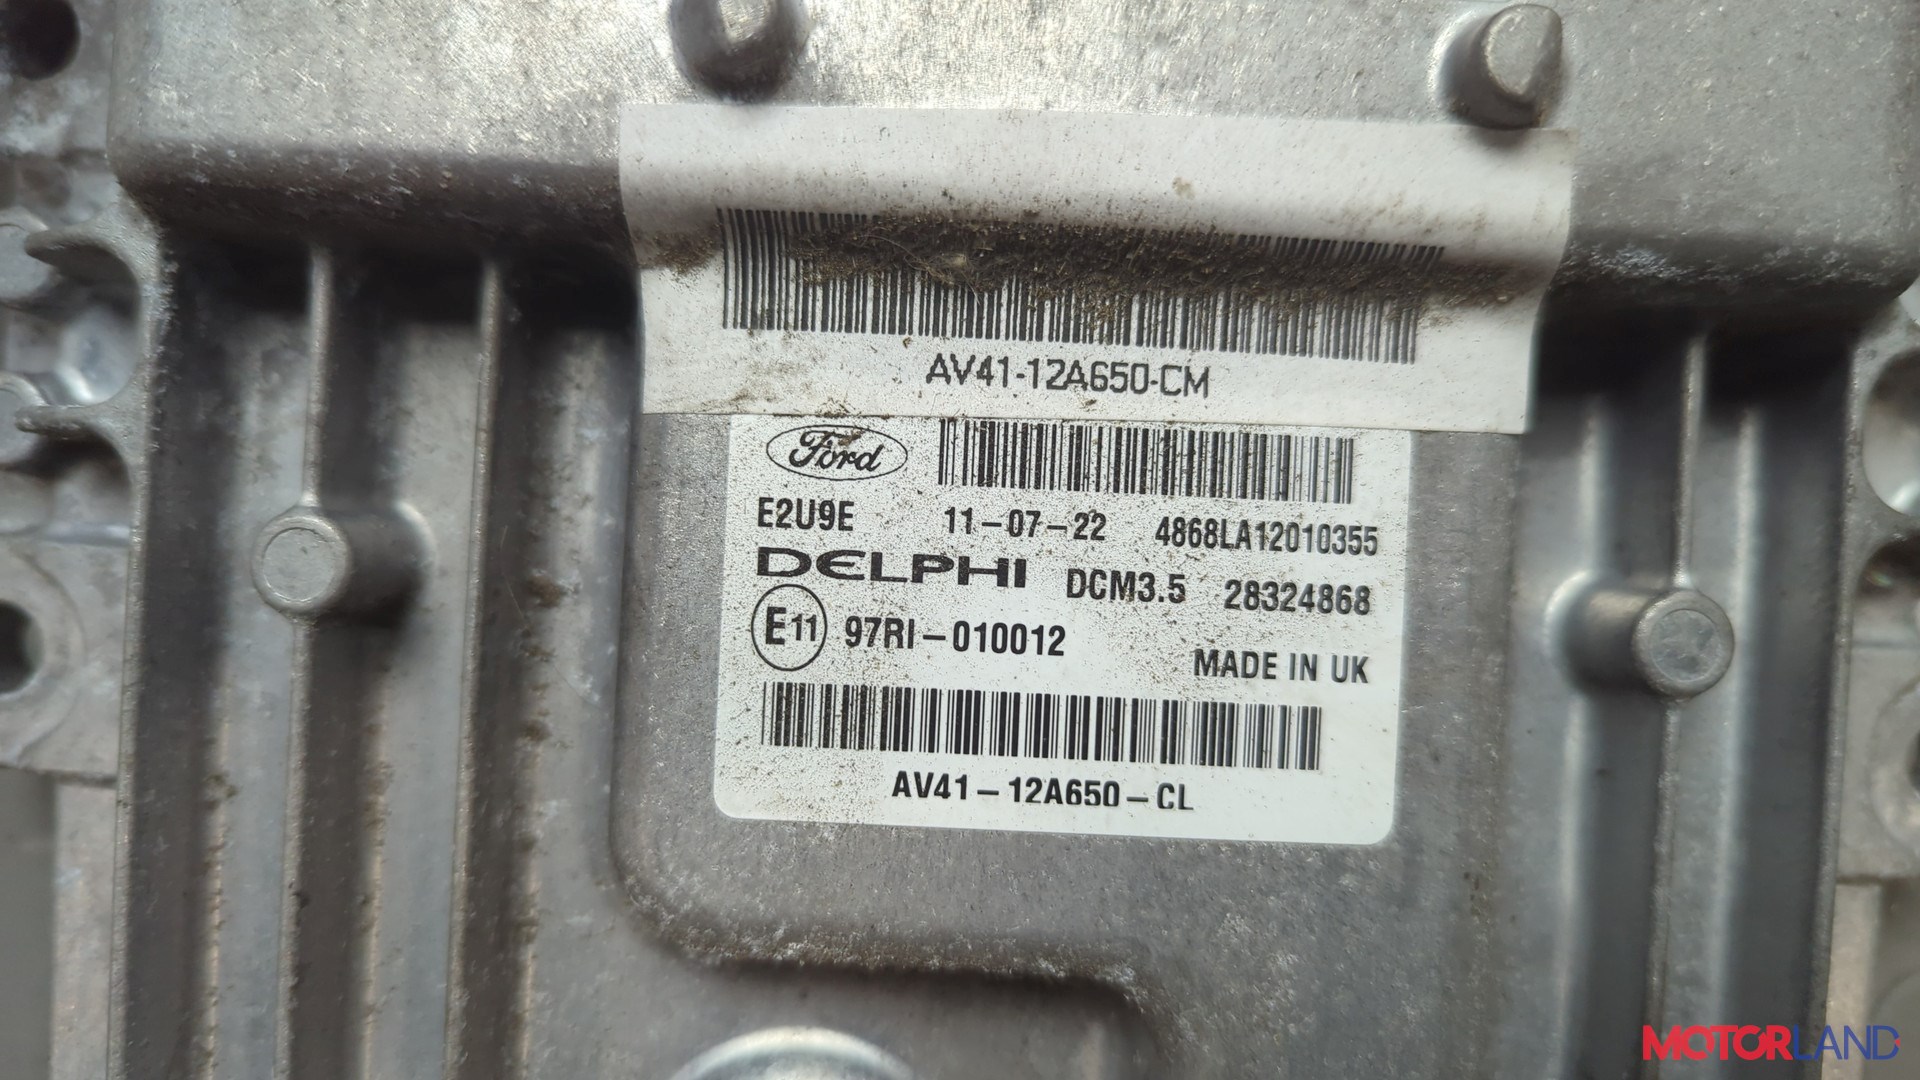 AV41-12A650-CM
Ford
E2U9E 11-07-22 4868LA12010355
DELPHI DCM3.5 28324868
E11 97RI-010012
MADE IN UK
AV41-12A650-CL
MOTORLAND